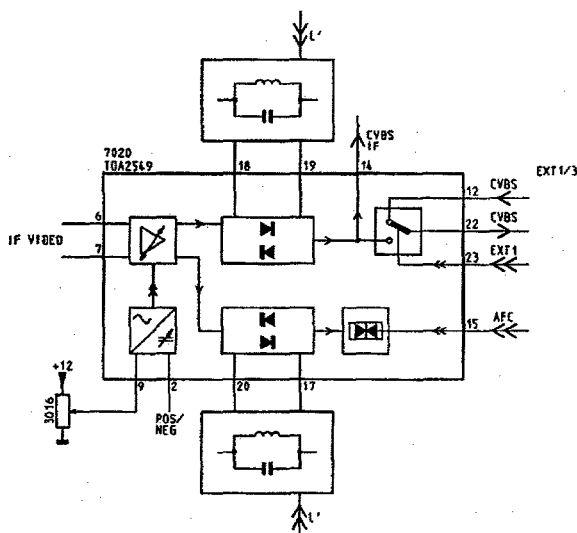 L'
CVBS
IF
7020
TDA2549
18
19
14
EXT1/3
12
CVBS
6
22
CVBS
IF VIDEO
7
23
EXT1
15
AFC
+12
9
2
20
17
3016
POS/
NEG
L'